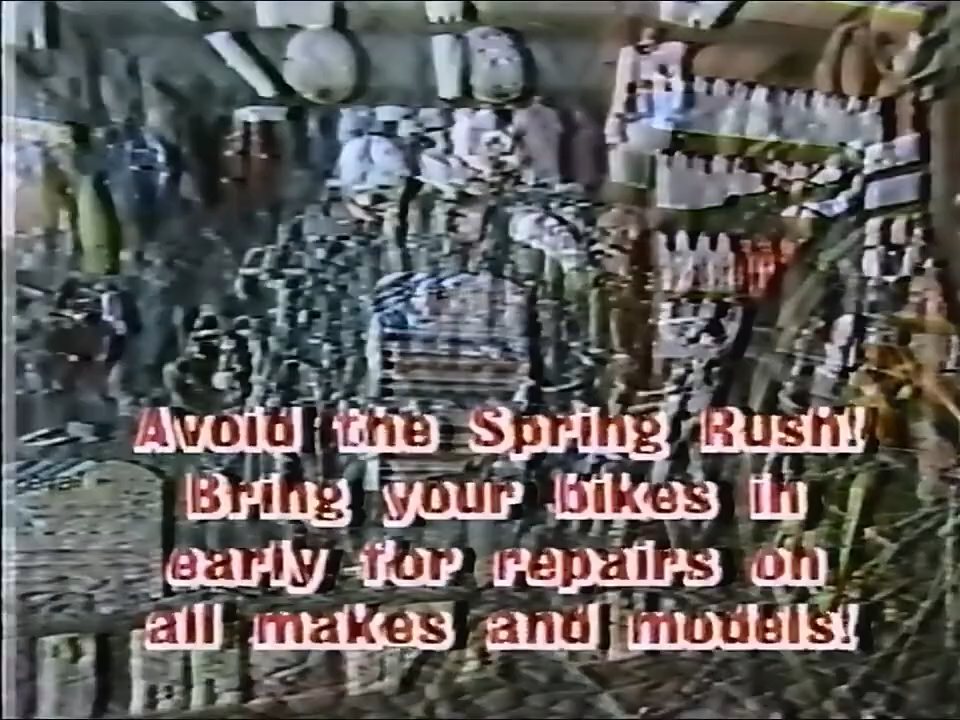 Avoid the Spring Rush!
Bring your bikes in
early for repairs on
all makes and models!